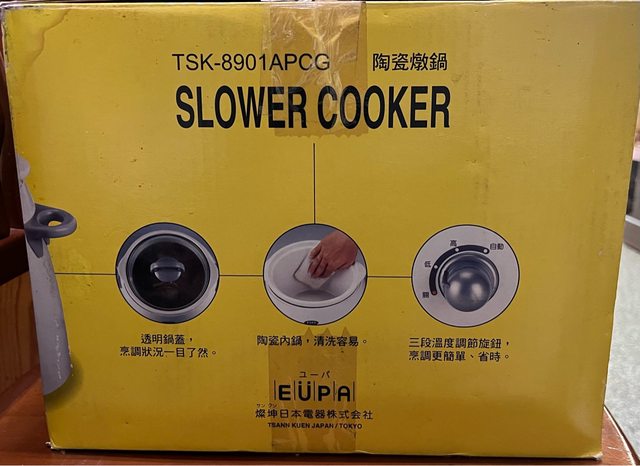 TSK-8901APCG 陶瓷燉鍋
SLOWER COOKER
高
自動
低
關
透明鍋蓋，
烹調狀況一目了然。
陶瓷內鍋，清洗容易。
三段溫度調節旋鈕，
烹調更簡單、省時。
ユーパ
EUPA
サンクン
燦坤日本電器株式会社
TSANN KUEN JAPAN / TOKYO